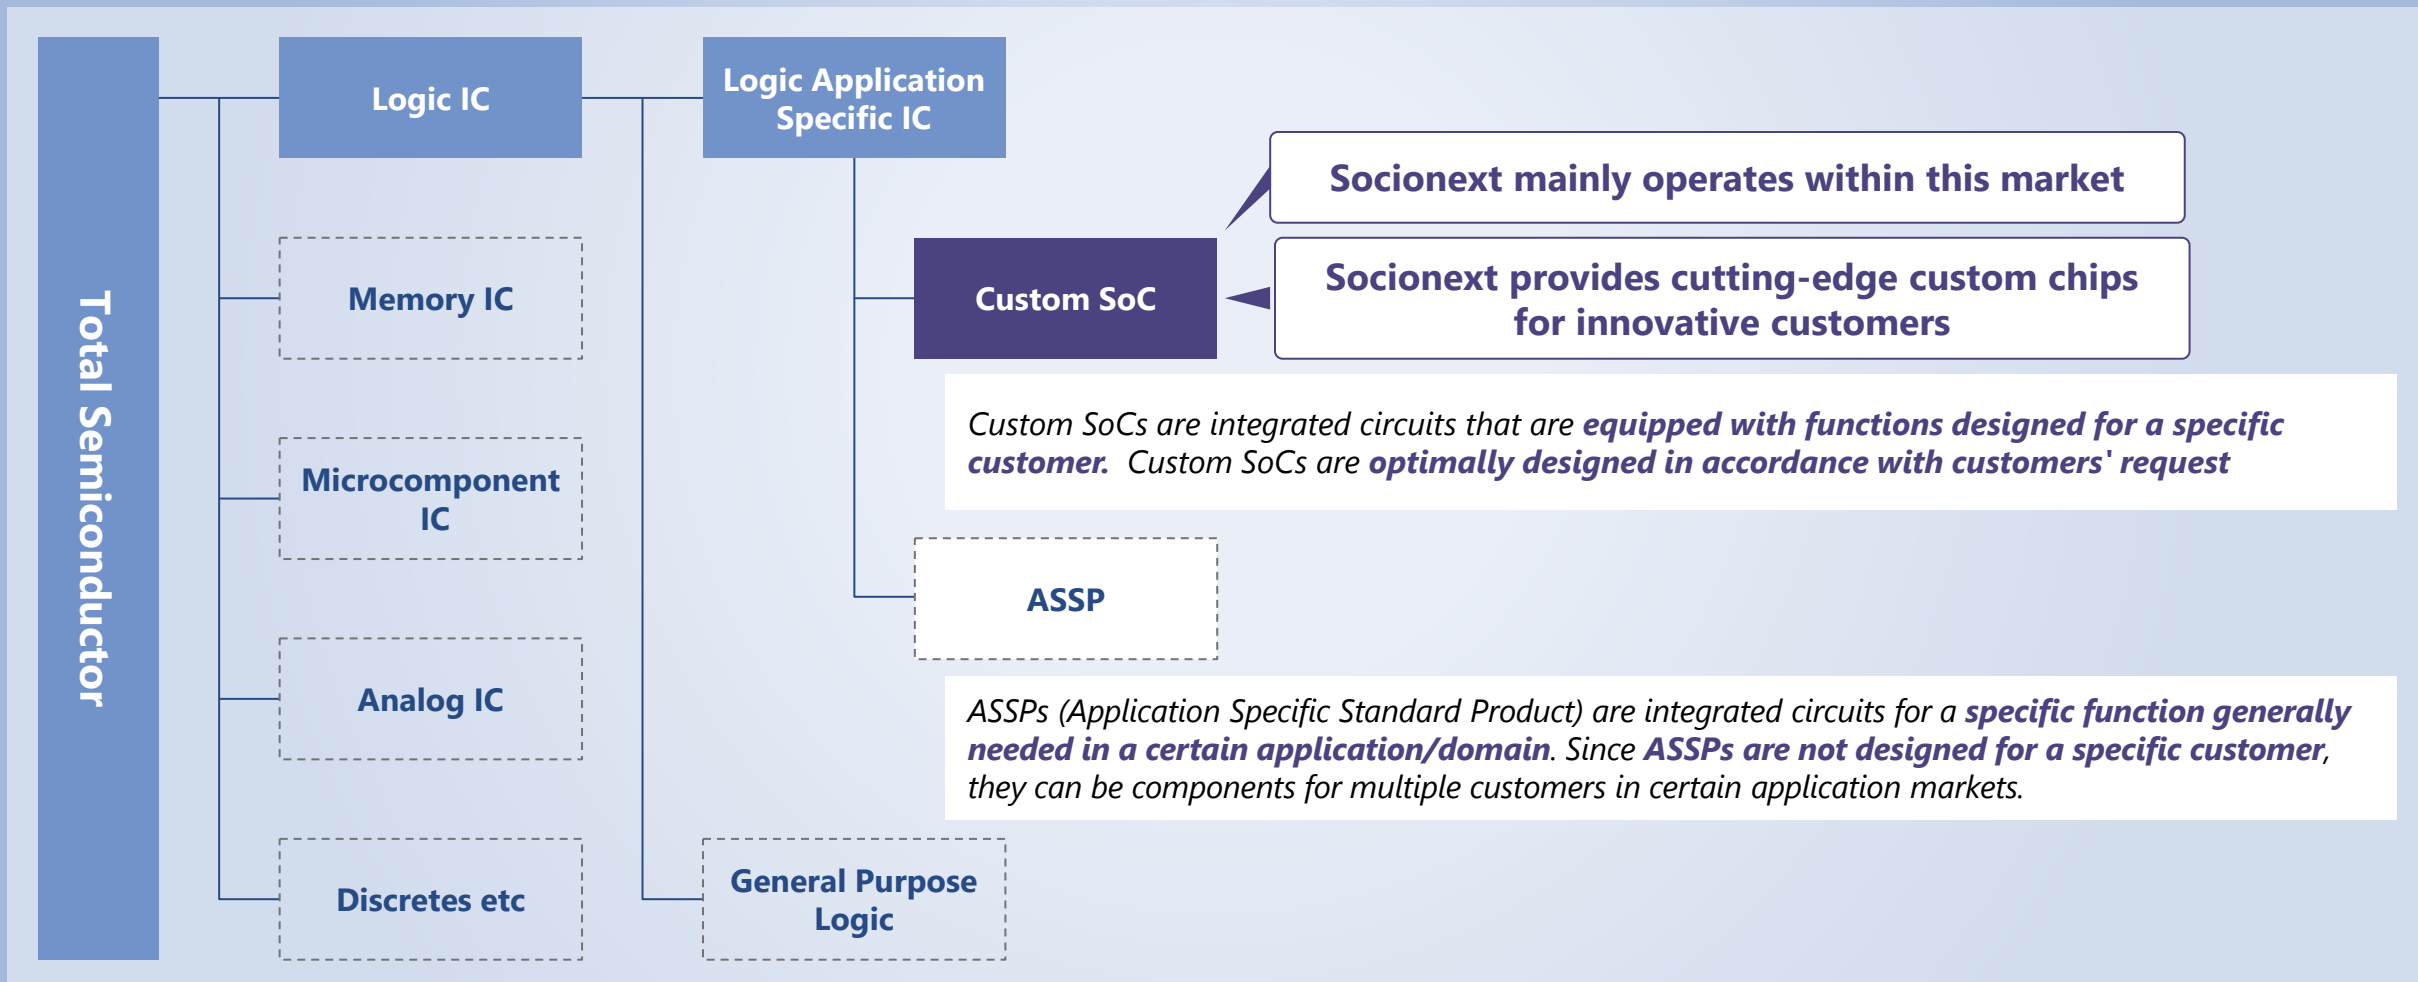 Total Semiconductor
Logic IC
Memory IC
Microcomponent
IC
Analog IC
Discretes etc
Logic Application
Specific IC
General Purpose
Logic
Custom SoC
Socionext mainly operates within this market
Socionext provides cutting-edge custom chips
for innovative customers
Custom SoCs are integrated circuits that are equipped with functions designed for a specific
customer. Custom SoCs are optimally designed in accordance with customers' request
ASSP
ASSPs (Application Specific Standard Product) are integrated circuits for a specific function generally
needed in a certain application/domain. Since ASSPs are not designed for a specific customer,
they can be components for multiple customers in certain application markets.